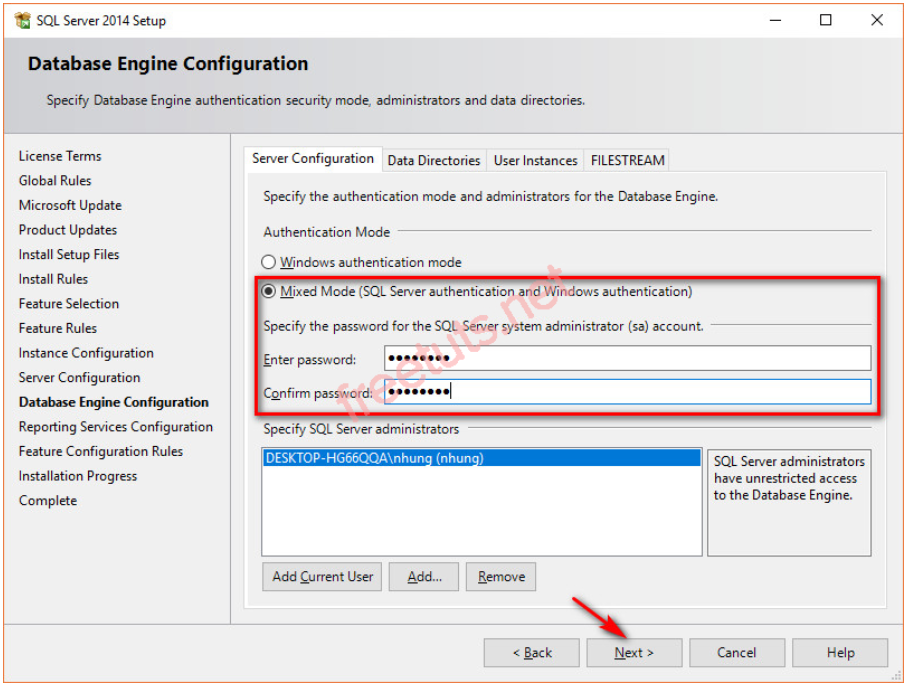 SQL Server 2014 Setup
Database Engine Configuration
Specify Database Engine authentication security mode, administrators and data directories.
License Terms
Global Rules
Microsoft Update
Product Updates
Install Setup Files
Install Rules
Feature Selection
Feature Rules
Instance Configuration
Server Configuration
Database Engine Configuration
Reporting Services Configuration
Feature Configuration Rules
Installation Progress
Complete
Server Configuration Data Directories User Instances FILESTREAM
Specify the authentication mode and administrators for the Database Engine.
Authentication Mode
Windows authentication mode
Mixed Mode (SQL Server authentication and Windows authentication)
Specify the password for the SQL Server system administrator (sa) account.
Enter password: ●●●●●●●●
Confirm password: ●●●●●●●●
freetuts.net
Specify SQL Server administrators
DESKTOP-HG66QQA\nhung (nhung)
SQL Server administrators
have unrestricted access
to the Database Engine.
Add Current User Add... Remove
< Back Next > Cancel Help